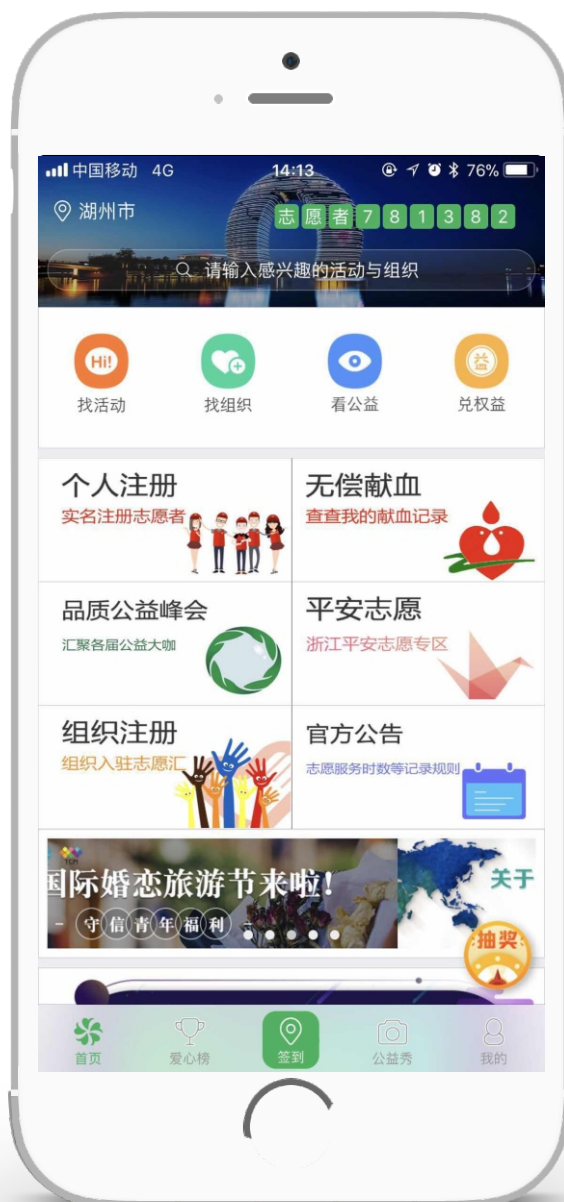 中国移动 4G 14:13 76%
湖州市
志愿者781382
请输入感兴趣的活动与组织
Hi! 益
找活动 找组织 看公益 兑权益
个人注册 无偿献血
实名注册志愿者 查查我的献血记录
品质公益峰会 平安志愿
汇聚各届公益大咖 浙江平安志愿专区
组织注册 官方公告
组织入驻志愿汇 志愿服务时数等记录规则
TCM
国际婚恋旅游节来啦! 关于
- 守信青年福利 -
抽奖
首页 爱心榜 签到 公益秀 我的